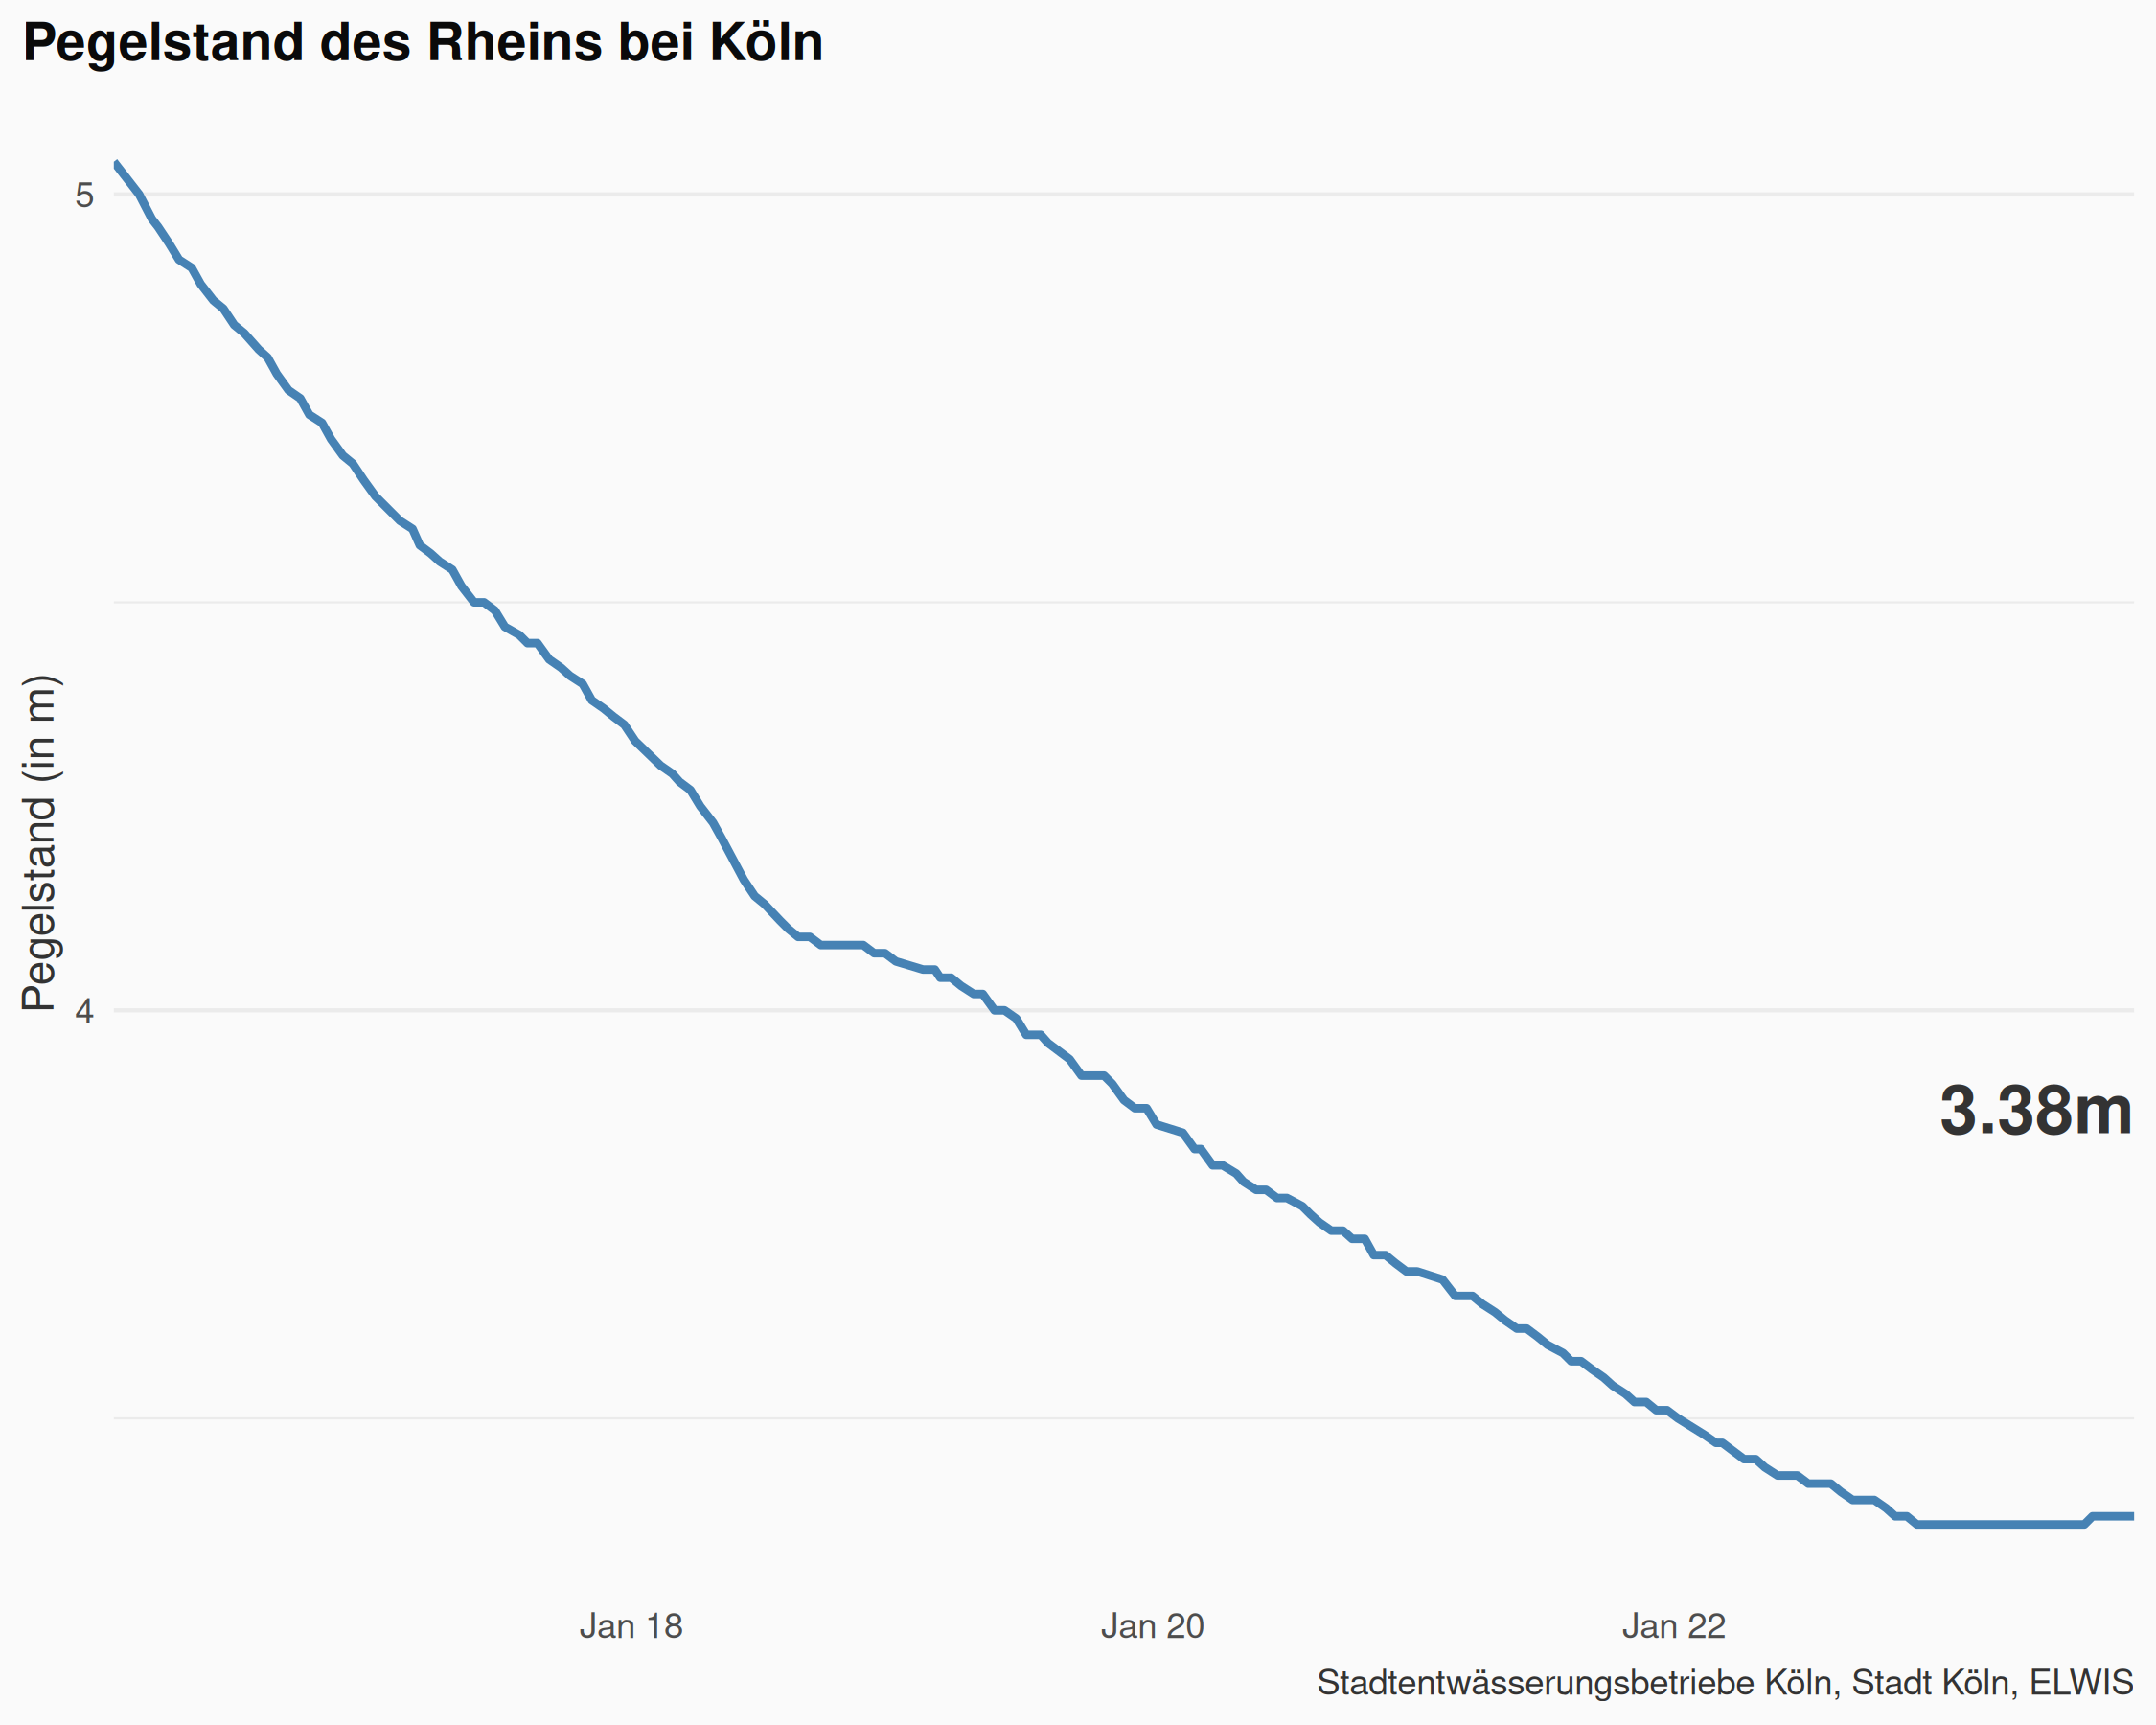 Pegelstand des Rheins bei Köln
Pegelstand (in m)
5
4
3.38m
Jan 18
Jan 20
Jan 22
Stadtentwässerungsbetriebe Köln, Stadt Köln, ELWIS